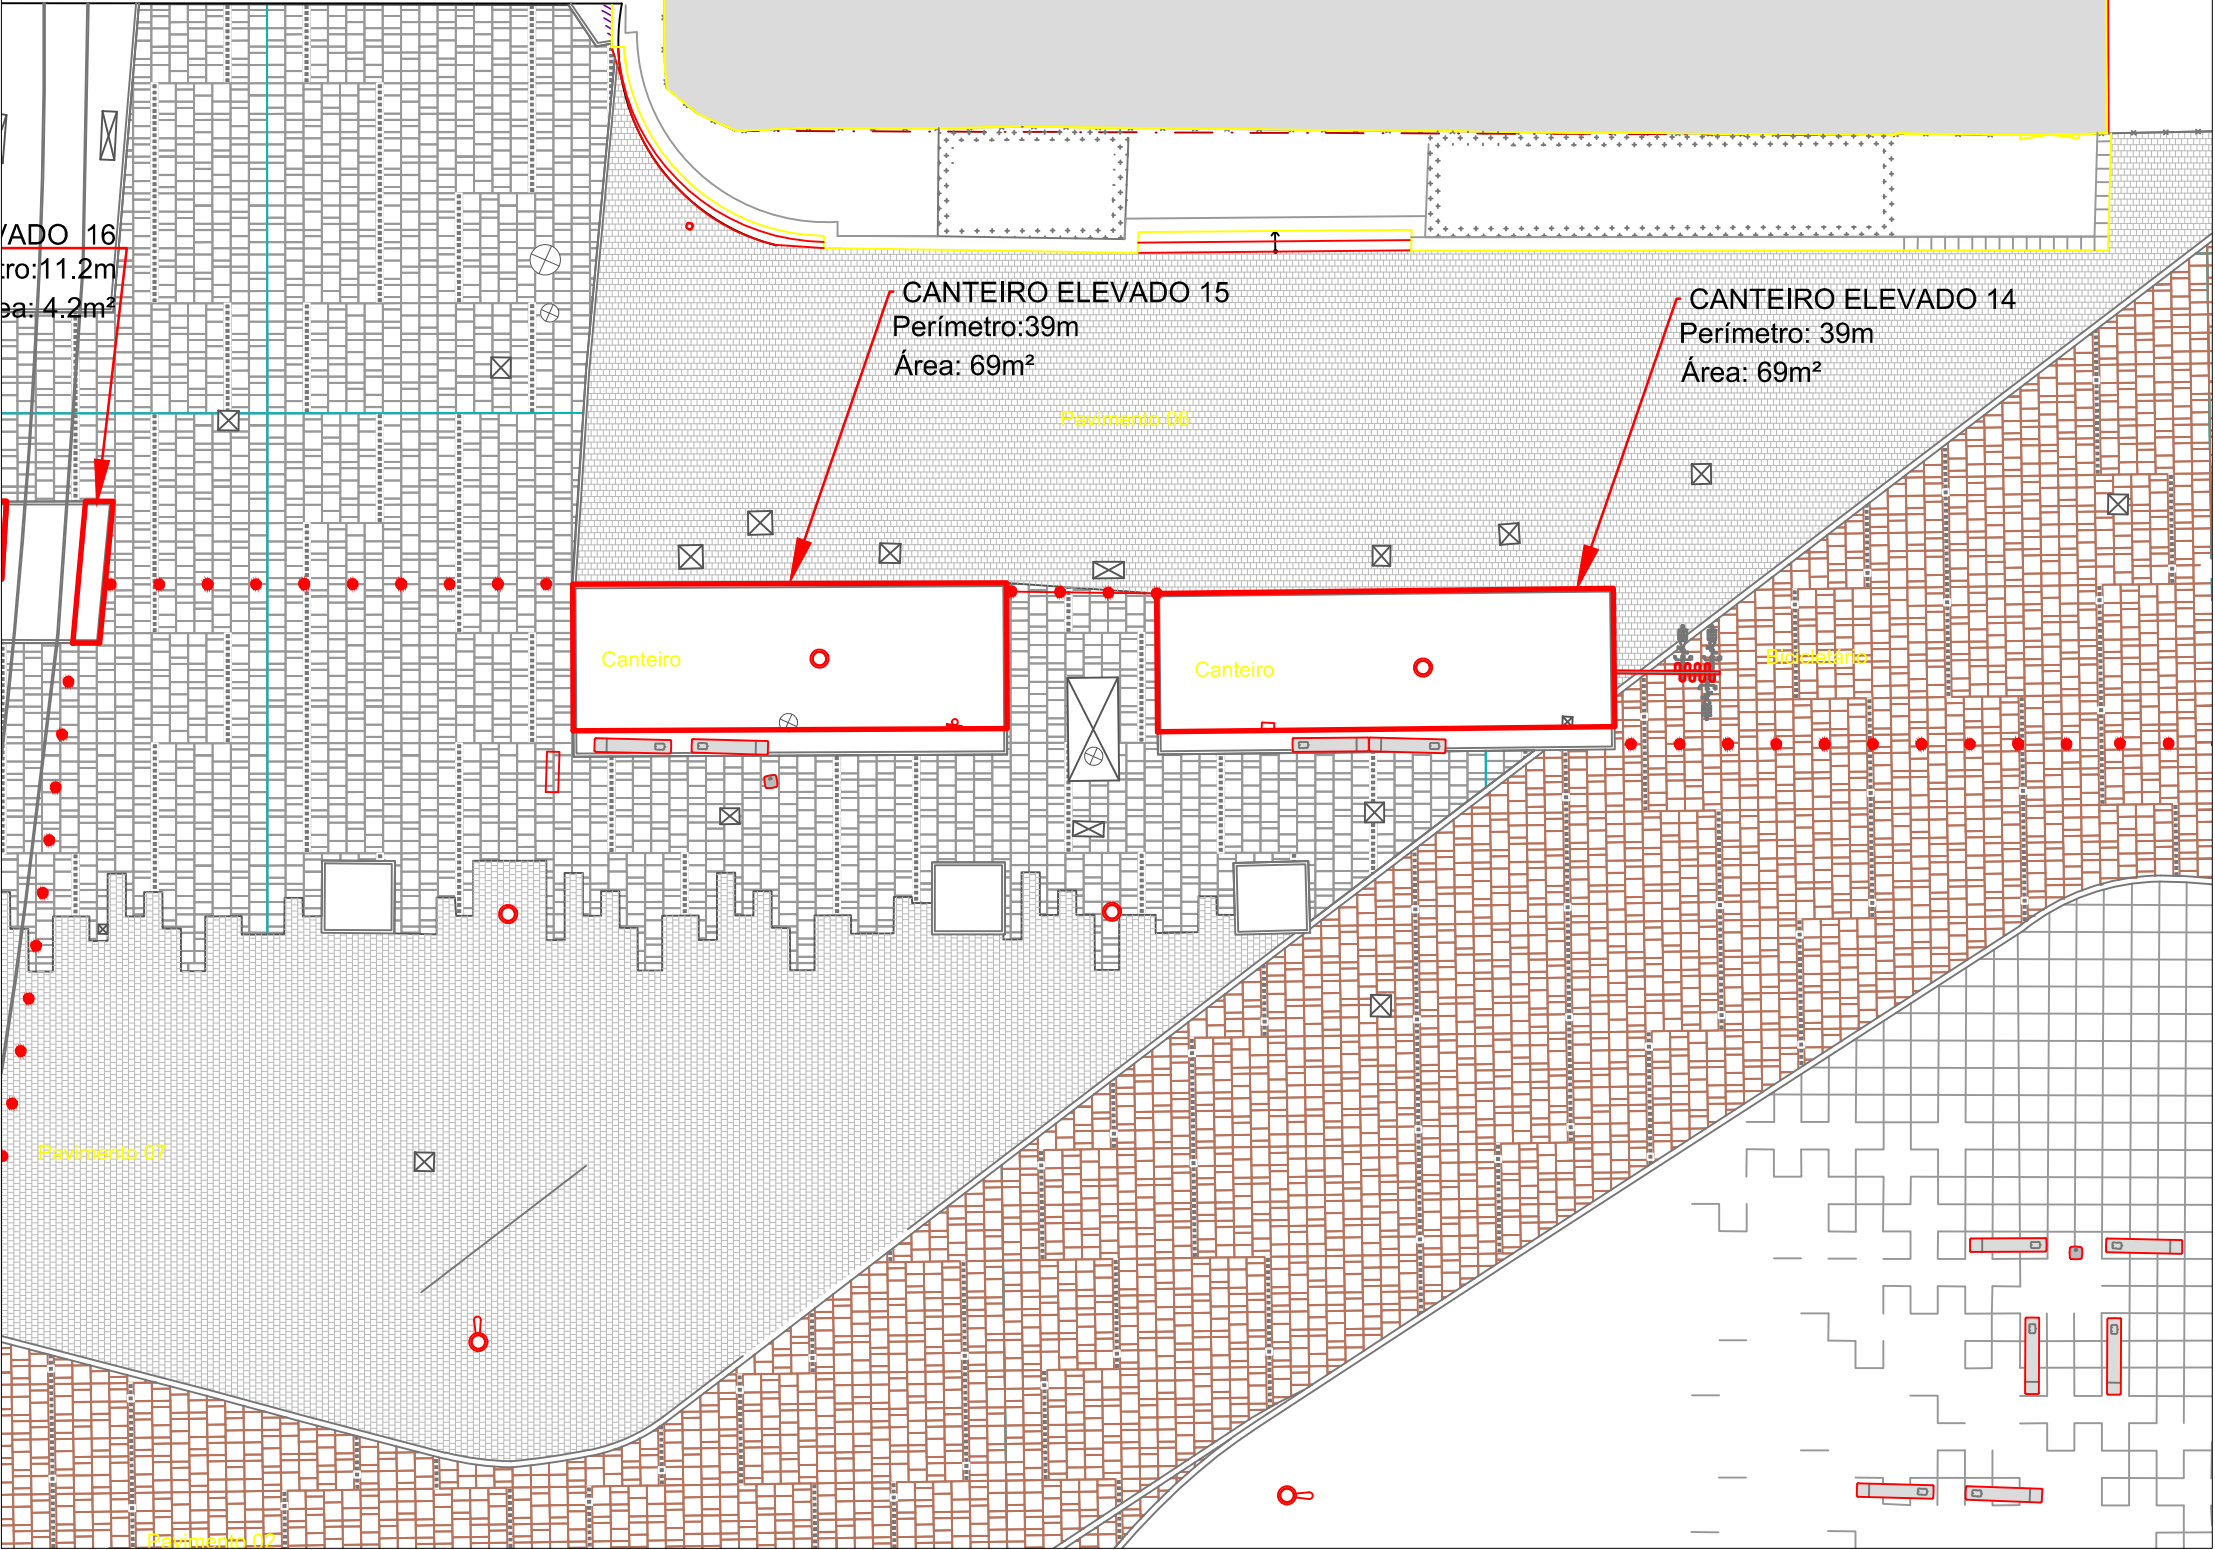 VADO 16
tro:11.2m
ea: 4.2m²
CANTEIRO ELEVADO 15
Perímetro:39m
Área: 69m²
CANTEIRO ELEVADO 14
Perímetro: 39m
Área: 69m²
Pavimento 06
Canteiro
Canteiro
Bicicletário
Pavimento 07
Pavimento 02